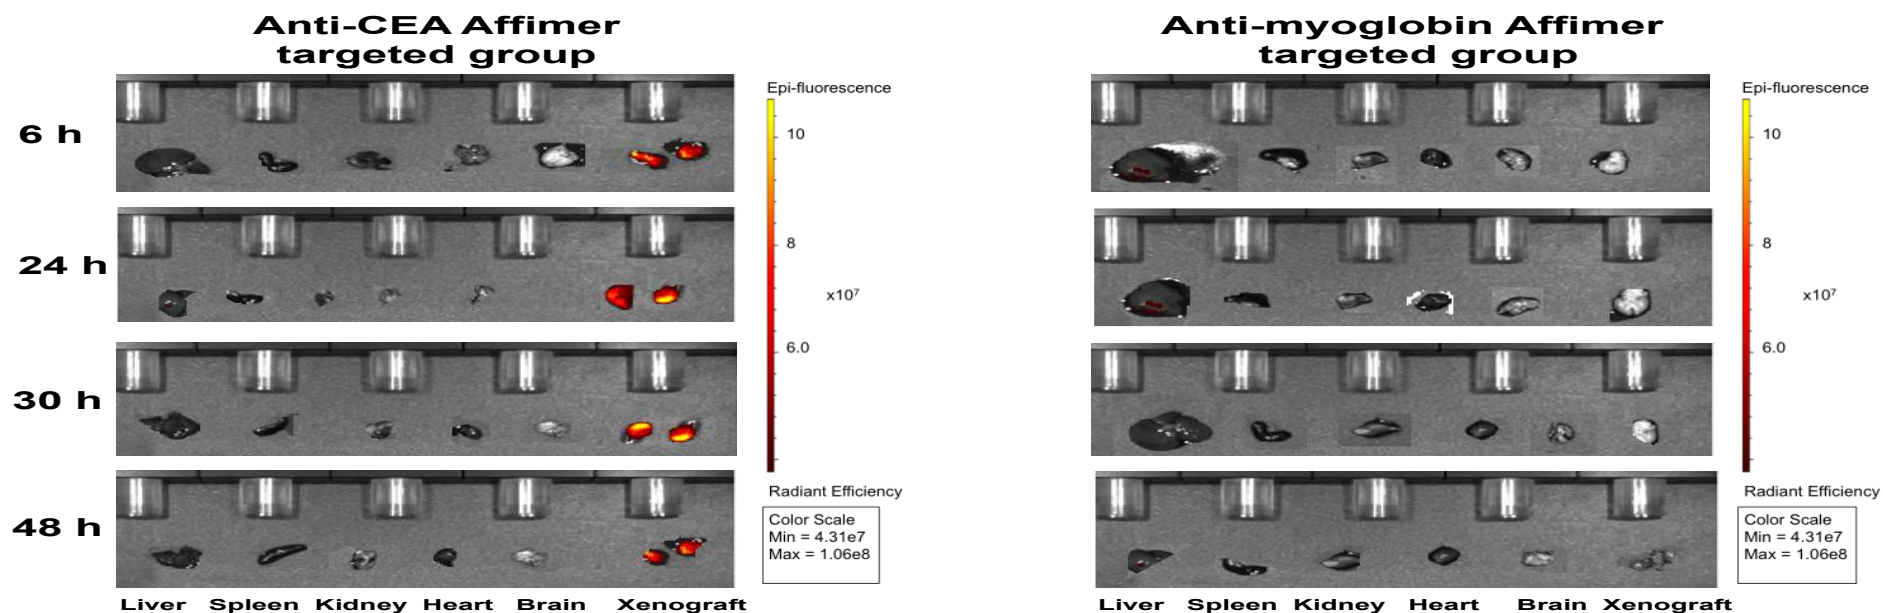 Anti-CEA Affimer
targeted group
6 h
24 h
30 h
48 h
Epi-fluorescence
10
8
x10⁷
6.0
Radiant Efficiency
Color Scale
Min = 4.31e7
Max = 1.06e8
Liver Spleen Kidney Heart Brain Xenograft
Anti-myoglobin Affimer
targeted group
Epi-fluorescence
10
8
x10⁷
6.0
Radiant Efficiency
Color Scale
Min = 4.31e7
Max = 1.06e8
Liver Spleen Kidney Heart Brain Xenograft